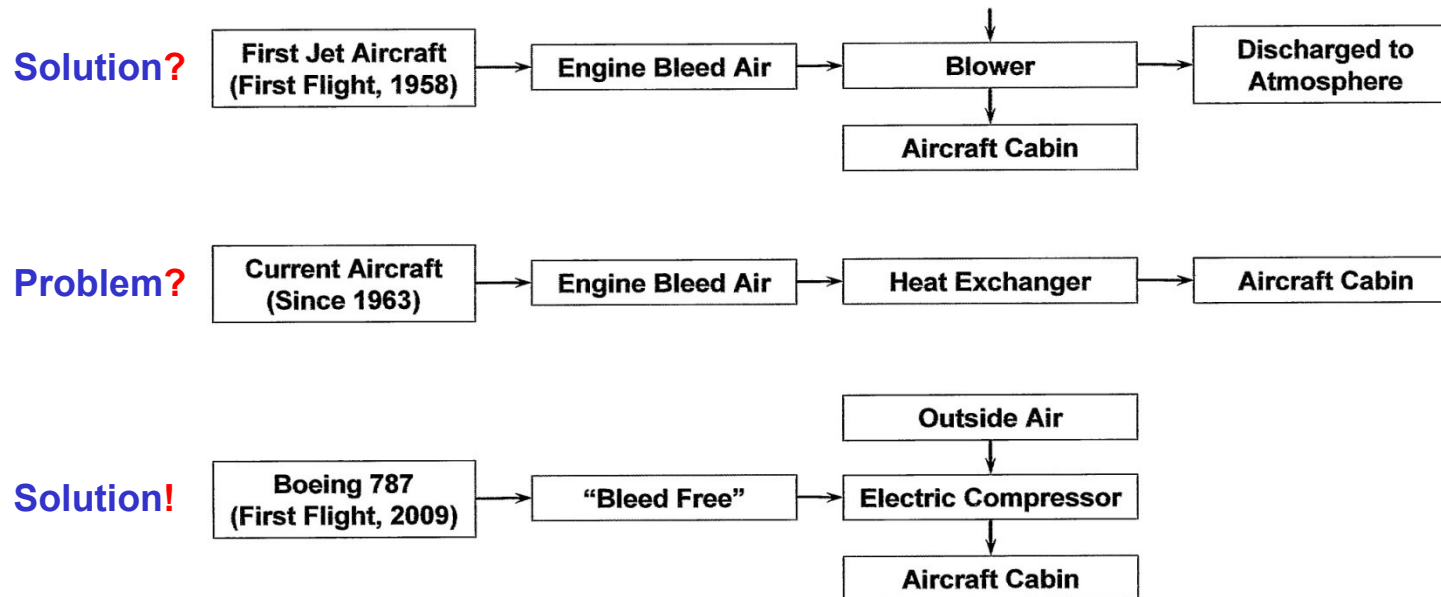 Solution?
First Jet Aircraft
(First Flight, 1958)
Engine Bleed Air
Blower
Discharged to
Atmosphere
Aircraft Cabin
Problem?
Current Aircraft
(Since 1963)
Engine Bleed Air
Heat Exchanger
Aircraft Cabin
Outside Air
Solution!
Boeing 787
(First Flight, 2009)
“Bleed Free”
Electric Compressor
Aircraft Cabin